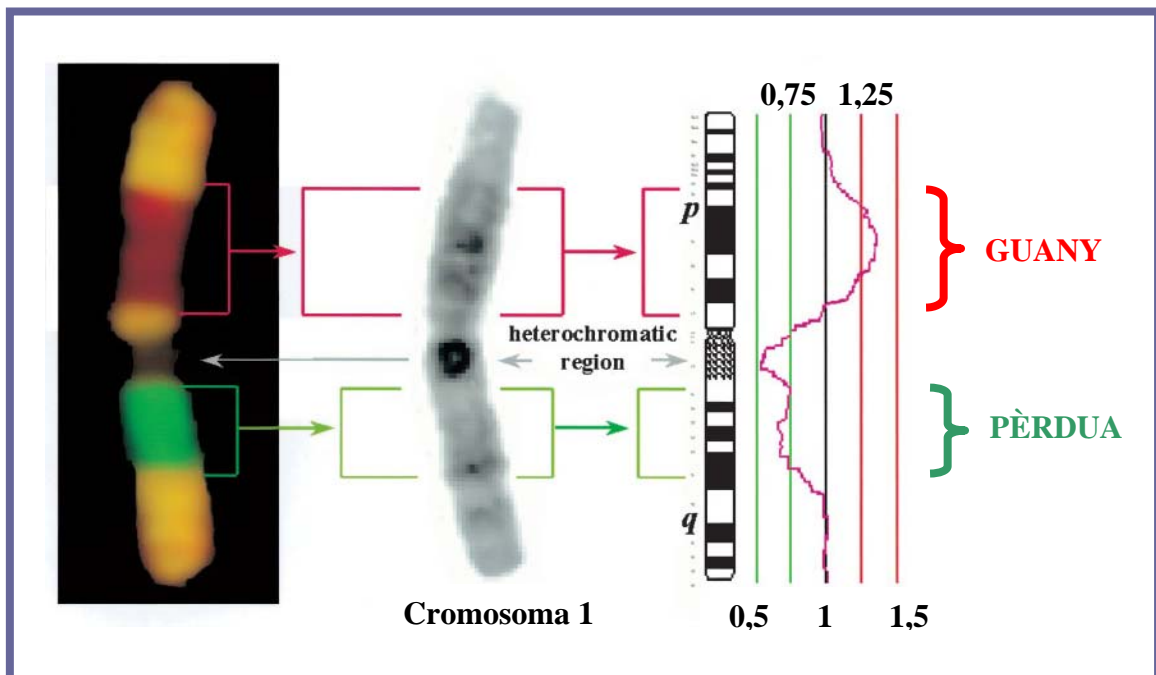 0,75 1,25
p
GUANY
heterochromatic
region
PÈRDUA
q
Cromosoma 1
0,5 1 1,5